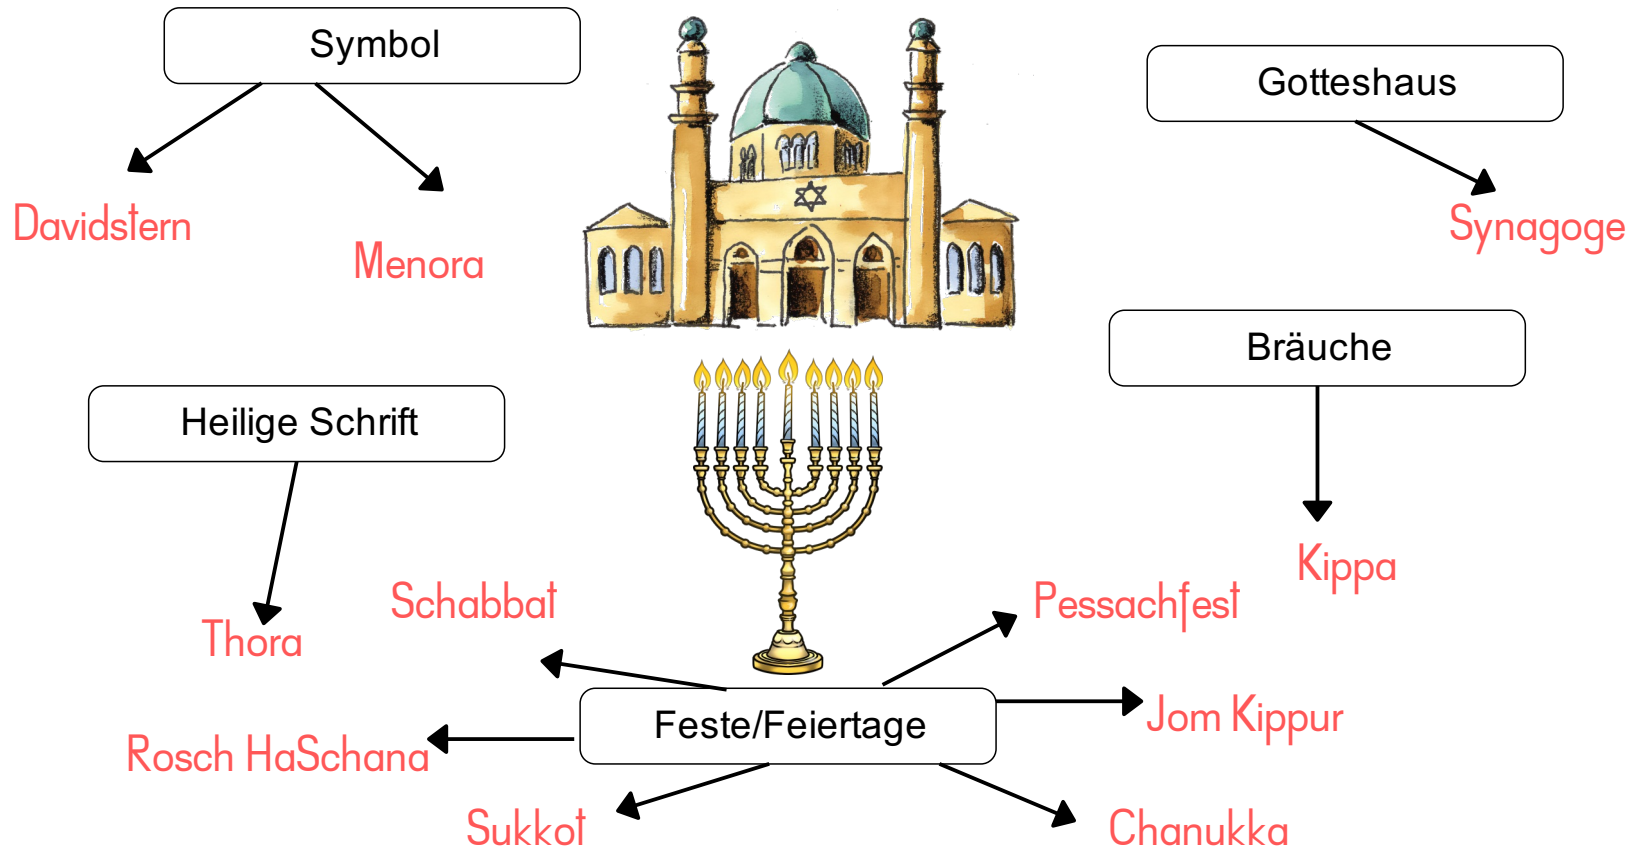 Symbol
Gotteshaus
Davidstern
Menora
Synagoge
Bräuche
Heilige Schrift
Kippa
Schabbat
Pessachfest
Thora
Jom Kippur
Feste/Feiertage
Rosch HaSchana
Sukkot
Chanukka